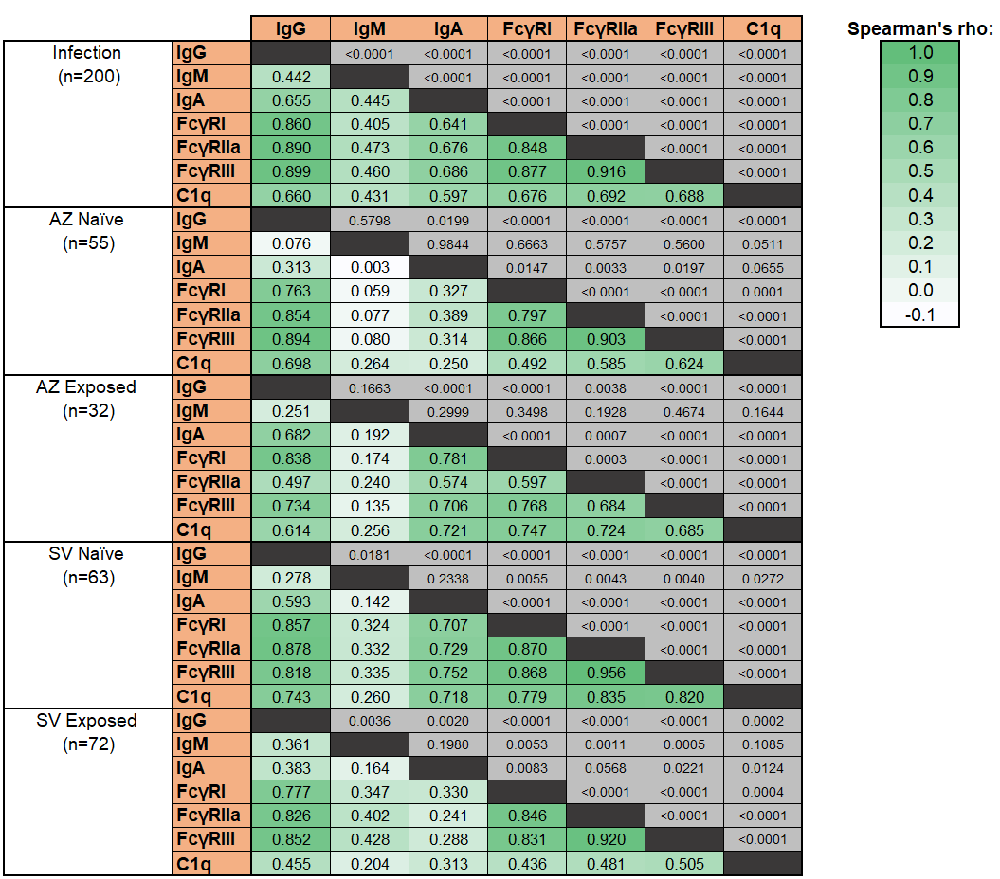 IgG IgM IgA FcγRI FcγRIIa FcγRIII C1q Spearman's rho:
Infection IgG <0.0001 <0.0001 <0.0001 <0.0001 <0.0001 <0.0001 1.0
(n=200) IgM 0.442 <0.0001 <0.0001 <0.0001 <0.0001 <0.0001 0.9
IgA 0.655 0.445 <0.0001 <0.0001 <0.0001 <0.0001 0.8
FcγRI 0.860 0.405 0.641 <0.0001 <0.0001 <0.0001 0.7
FcγRIIa 0.890 0.473 0.676 0.848 <0.0001 <0.0001 0.6
FcγRIII 0.899 0.460 0.686 0.877 0.916 <0.0001 0.5
C1q 0.660 0.431 0.597 0.676 0.692 0.688 0.4
AZ Naïve IgG 0.5798 0.0199 <0.0001 <0.0001 <0.0001 <0.0001 0.3
(n=55) IgM 0.076 0.9844 0.6663 0.5757 0.5600 0.0511 0.2
IgA 0.313 0.003 0.0147 0.0033 0.0197 0.0655 0.1
FcγRI 0.763 0.059 0.327 <0.0001 <0.0001 0.0001 0.0
FcγRIIa 0.854 0.077 0.389 0.797 <0.0001 <0.0001 -0.1
FcγRIII 0.894 0.080 0.314 0.866 0.903 <0.0001
C1q 0.698 0.264 0.250 0.492 0.585 0.624
AZ Exposed IgG 0.1663 <0.0001 <0.0001 0.0038 <0.0001 <0.0001
(n=32) IgM 0.251 0.2999 0.3498 0.1928 0.4674 0.1644
IgA 0.682 0.192 <0.0001 0.0007 <0.0001 <0.0001
FcγRI 0.838 0.174 0.781 0.0003 <0.0001 <0.0001
FcγRIIa 0.497 0.240 0.574 0.597 <0.0001 <0.0001
FcγRIII 0.734 0.135 0.706 0.768 0.684 <0.0001
C1q 0.614 0.256 0.721 0.747 0.724 0.685
SV Naïve IgG 0.0181 <0.0001 <0.0001 <0.0001 <0.0001 <0.0001
(n=63) IgM 0.278 0.2338 0.0055 0.0043 0.0040 0.0272
IgA 0.593 0.142 <0.0001 <0.0001 <0.0001 <0.0001
FcγRI 0.857 0.324 0.707 <0.0001 <0.0001 <0.0001
FcγRIIa 0.878 0.332 0.729 0.870 <0.0001 <0.0001
FcγRIII 0.818 0.335 0.752 0.868 0.956 <0.0001
C1q 0.743 0.260 0.718 0.779 0.835 0.820
SV Exposed IgG 0.0036 0.0020 <0.0001 <0.0001 <0.0001 0.0002
(n=72) IgM 0.361 0.1980 0.0053 0.0011 0.0005 0.1085
IgA 0.383 0.164 0.0083 0.0568 0.0221 0.0124
FcγRI 0.777 0.347 0.330 <0.0001 <0.0001 0.0004
FcγRIIa 0.826 0.402 0.241 0.846 <0.0001 <0.0001
FcγRIII 0.852 0.428 0.288 0.831 0.920 <0.0001
C1q 0.455 0.204 0.313 0.436 0.481 0.505